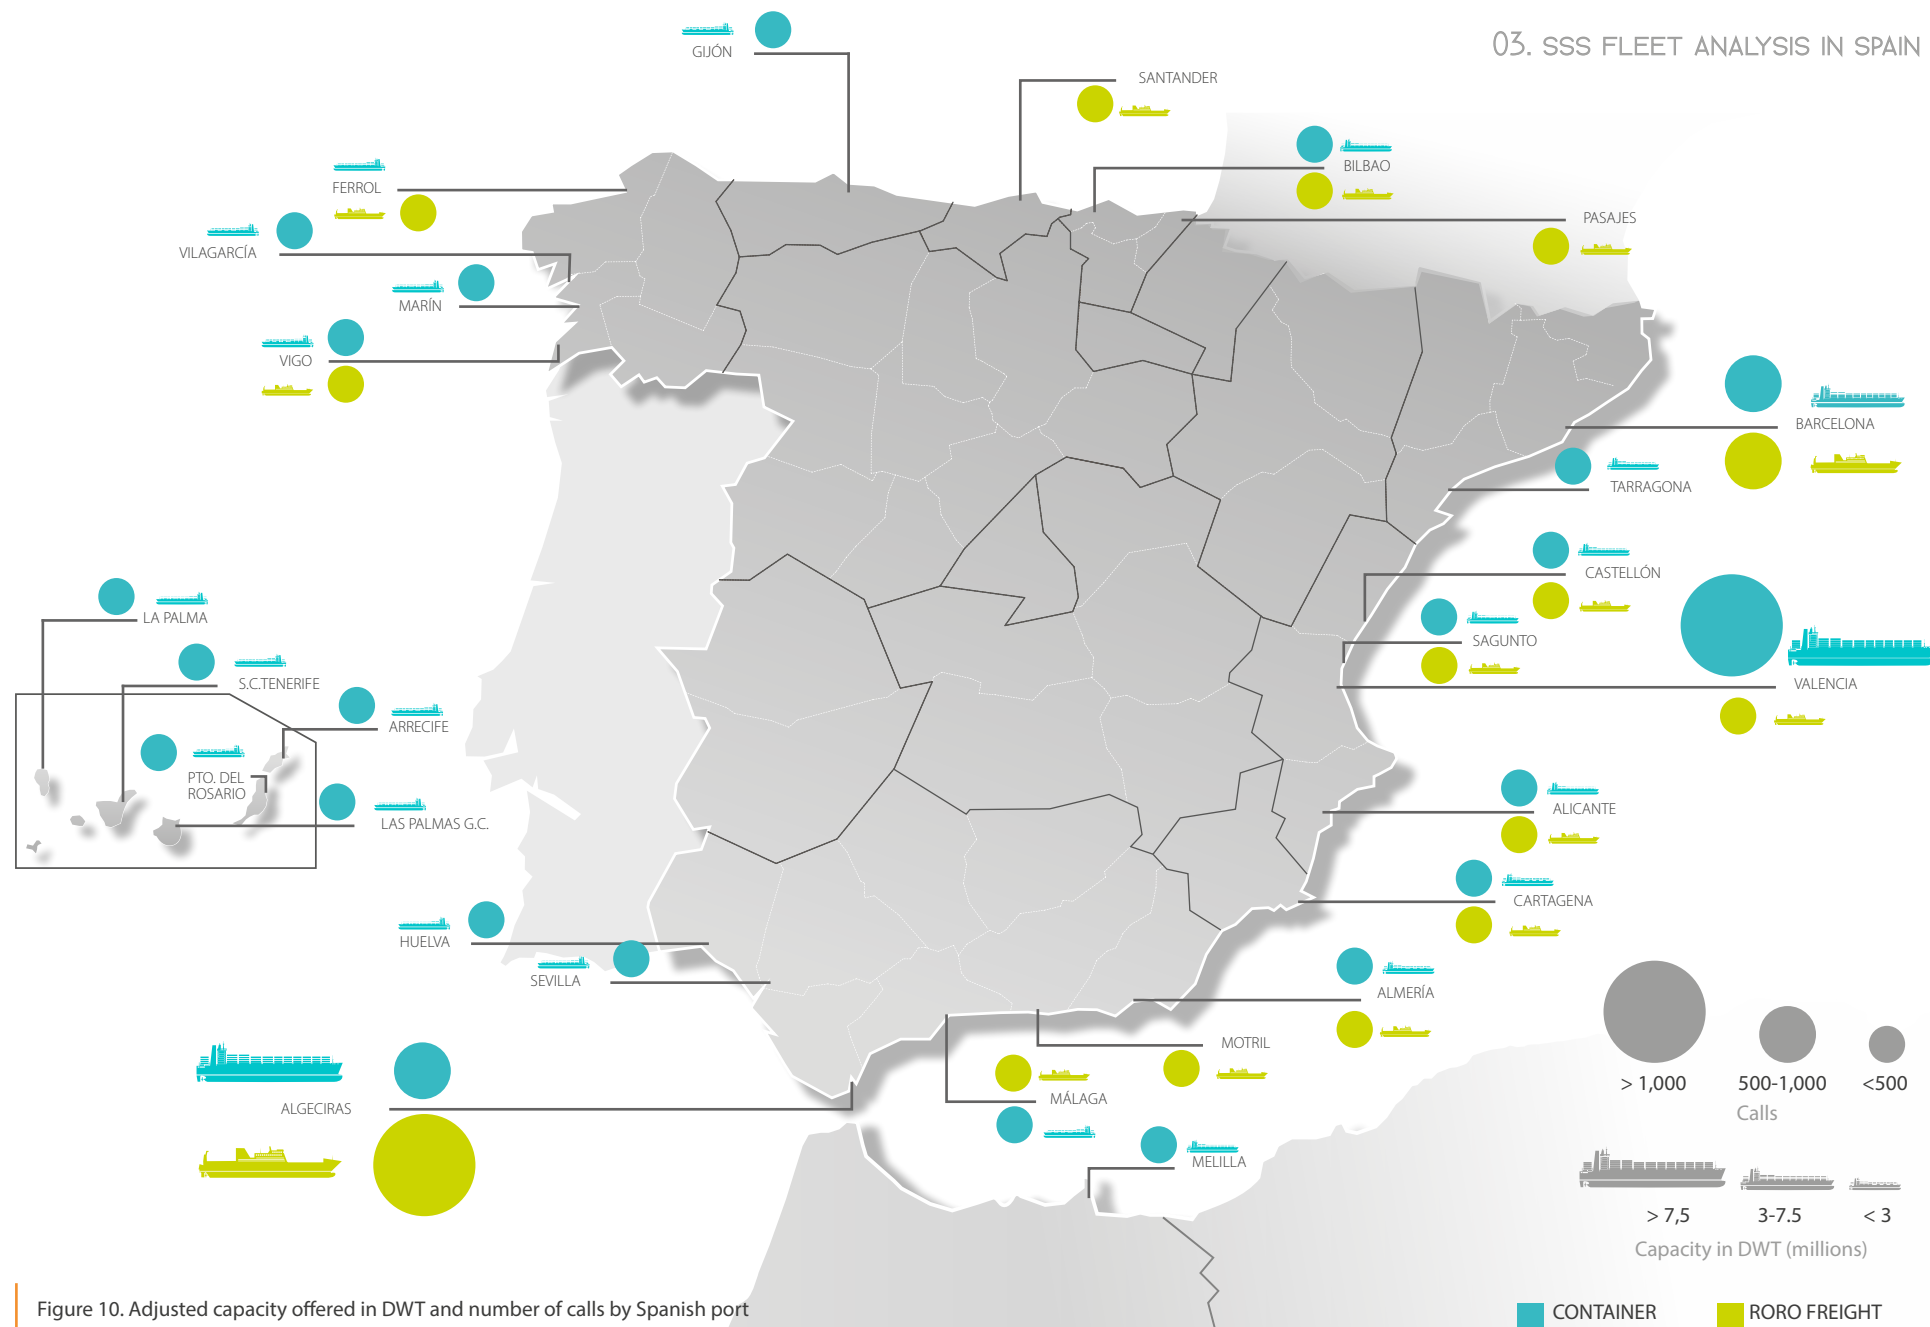 03. SSS FLEET ANALYSIS IN SPAIN
GIJÓN
SANTANDER
BILBAO
FERROL
PASAJES
VILAGARCÍA
MARÍN
VIGO
BARCELONA
TARRAGONA
CASTELLÓN
LA PALMA
SAGUNTO
S.C.TENERIFE
VALENCIA
ARRECIFE
PTO. DEL
ROSARIO
ALICANTE
LAS PALMAS G.C.
CARTAGENA
HUELVA
SEVILLA
ALMERÍA
MOTRIL
MÁLAGA
ALGECIRAS
MELILLA
> 1,000
500-1,000
<500
Calls
> 7,5
3-7.5
< 3
Capacity in DWT (millions)
Figure 10. Adjusted capacity offered in DWT and number of calls by Spanish port
CONTAINER
RORO FREIGHT